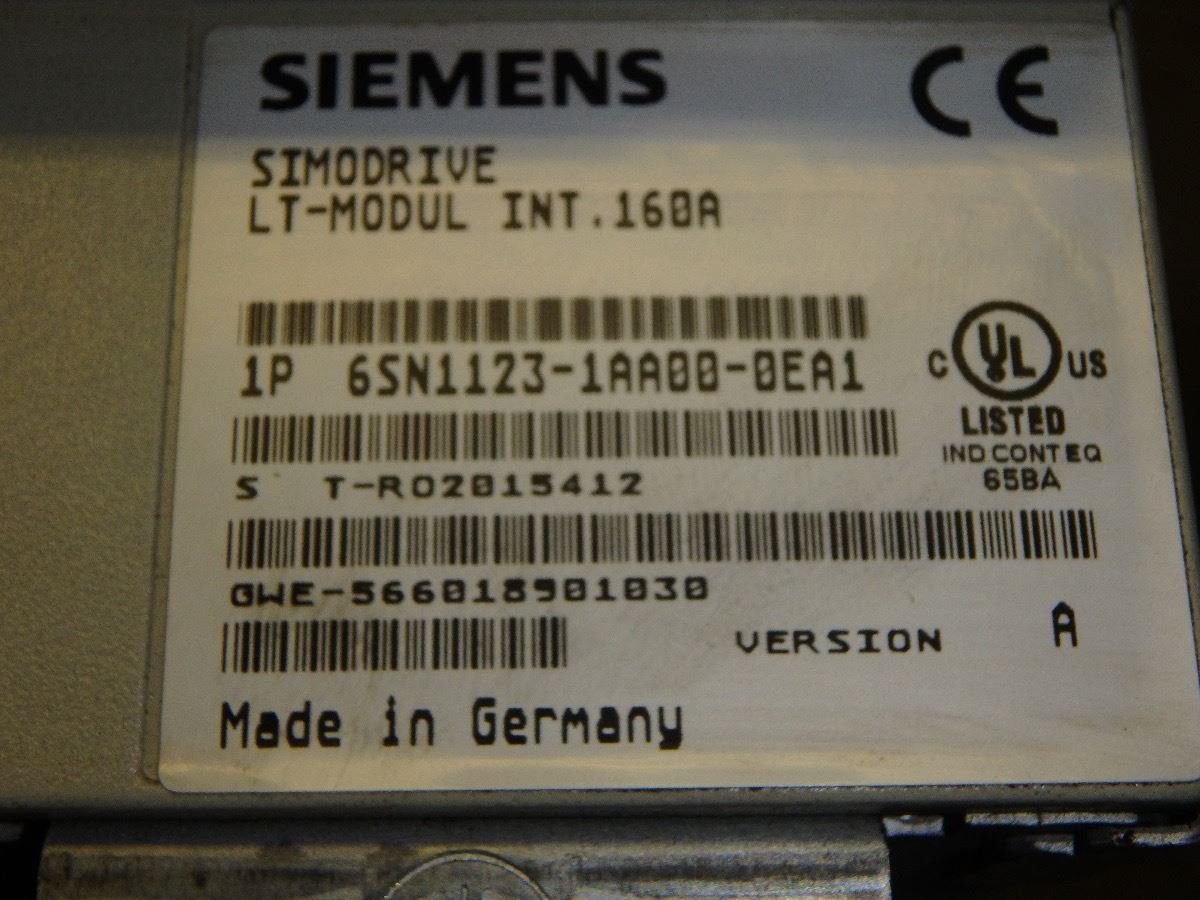 SIEMENS CE
SIMODRIVE
LT-MODUL INT.160A
1P 6SN1123-1AA00-0EA1
C UL US
LISTED
IND CONT EQ
65BA
S T-RO2015412
GWE-566018901030
VERSION A
Made in Germany